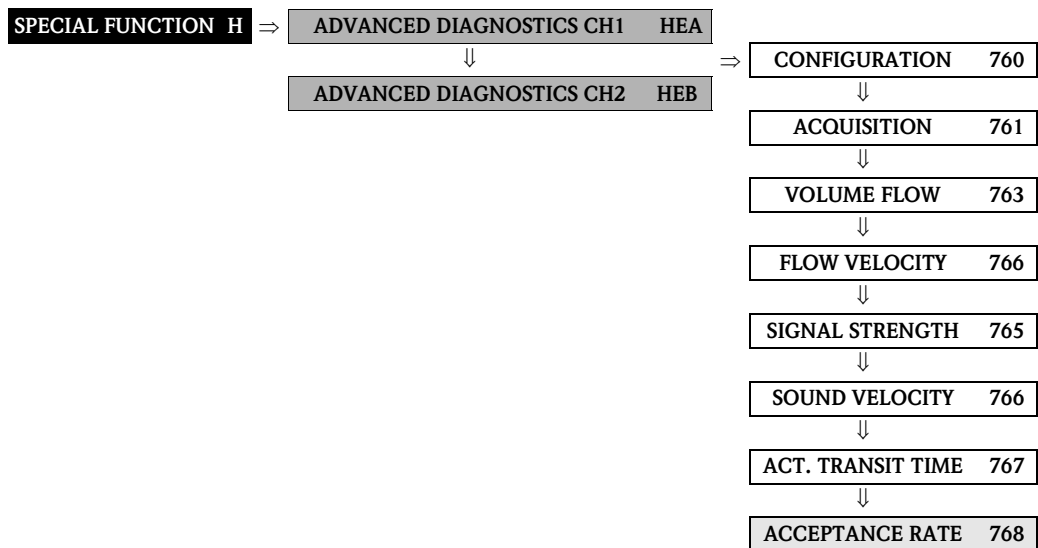 SPECIAL FUNCTION H ⇒ ADVANCED DIAGNOSTICS CH1 HEA
⇓ ⇒
ADVANCED DIAGNOSTICS CH2 HEB
CONFIGURATION 760
⇓
ACQUISITION 761
⇓
VOLUME FLOW 763
⇓
FLOW VELOCITY 766
⇓
SIGNAL STRENGTH 765
⇓
SOUND VELOCITY 766
⇓
ACT. TRANSIT TIME 767
⇓
ACCEPTANCE RATE 768